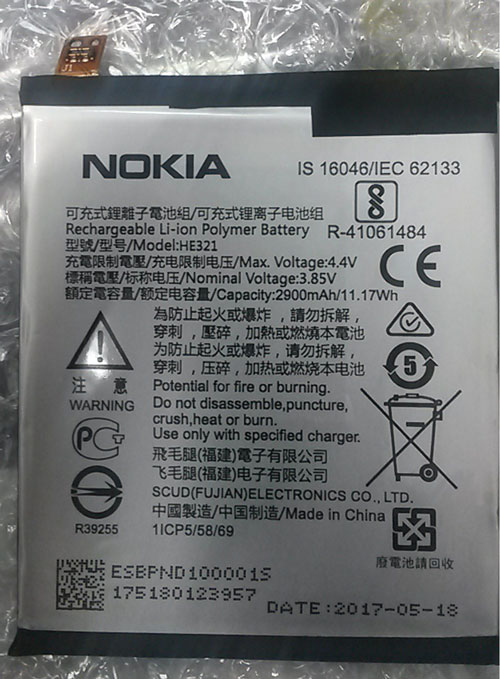 J1
NOKIA
IS 16046/IEC 62133
R-41061484
可充式鋰離子電池組/可充式锂离子电池组
Rechargeable Li-ion Polymer Battery
型號/型号/Model:HE321
充電限制電壓/充电限制电压/Max. Voltage:4.4V
標稱電壓/标称电压/Nominal Voltage:3.85V
額定電容量/额定电容量/Capacity:2900mAh/11.17Wh
CE
為防止起火或爆炸，請勿拆解，
穿刺，壓碎，加熱或燃燒本電池
为防止起火或爆炸，请勿拆解，
穿刺，压碎，加热或燃烧本电池
注 意
WARNING
Potential for fire or burning.
Do not disassemble,puncture,
crush,heat or burn.
Use only with specified charger.
5
飛毛腿(福建)電子有限公司
飞毛腿(福建)电子有限公司
SCUD(FUJIAN)ELECTRONICS CO., LTD.
中國製造/中国制造/Made in China
1ICP5/58/69
R39255
廢電池請回收
ESBPND100001S
175180123957
DATE:2017-05-18